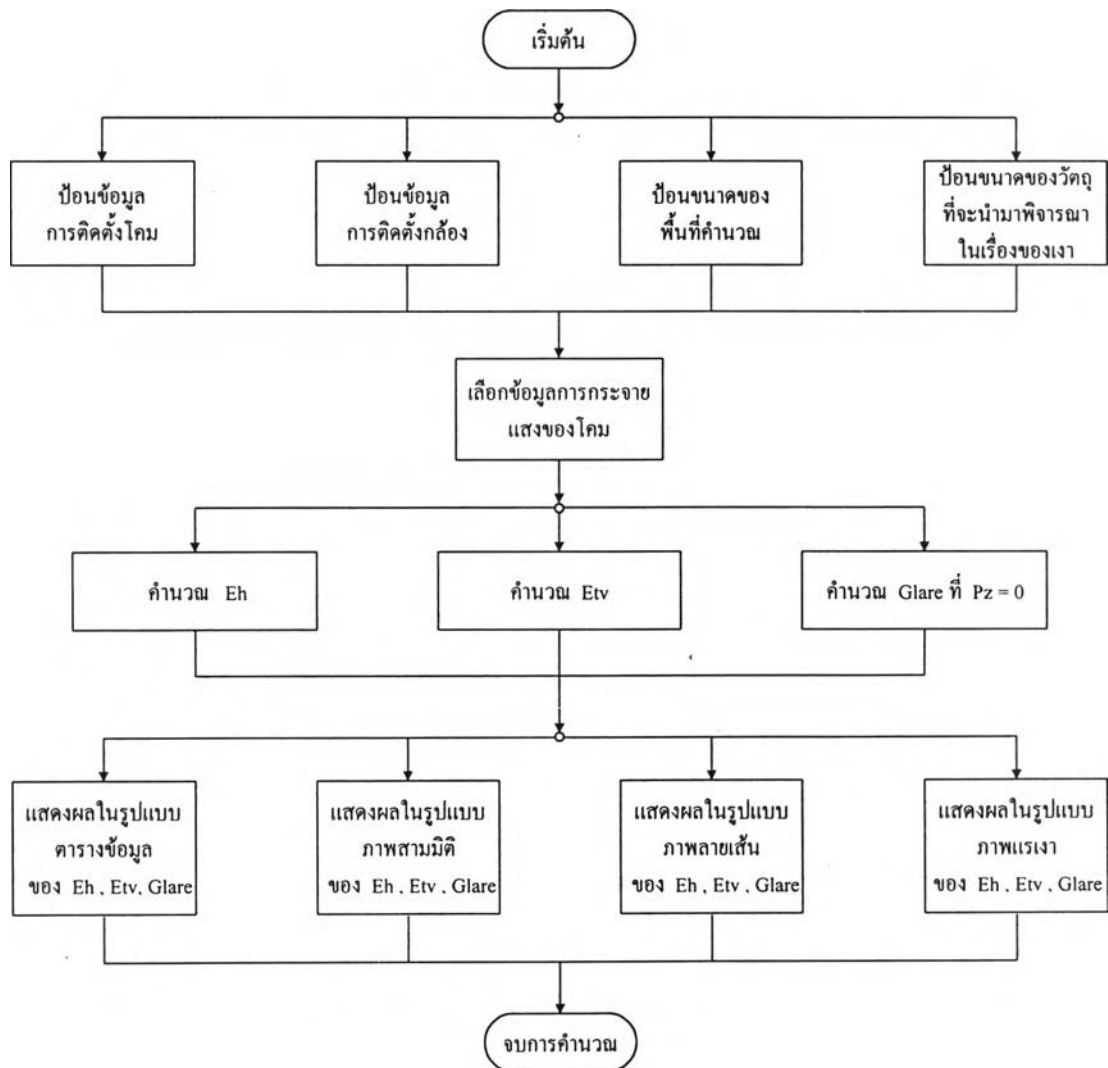 เริ่มต้น
ป้อนข้อมูล
การติดตั้งโคม
ป้อนข้อมูล
การติดตั้งกล้อง
ป้อนขนาดของ
พื้นที่คำนวณ
ป้อนขนาดของวัตถุ
ที่จะนำมาพิจารณา
ในเรื่องของเงา
เลือกข้อมูลการกระจาย
แสงของโคม
คำนวณ Eh
คำนวณ Etv
คำนวณ Glare ที่ Pz = 0
แสดงผลในรูปแบบ
ตารางข้อมูล
ของ Eh , Etv, Glare
แสดงผลในรูปแบบ
ภาพสามมิติ
ของ Eh , Etv , Glare
แสดงผลในรูปแบบ
ภาพลายเส้น
ของ Eh , Etv , Glare
แสดงผลในรูปแบบ
ภาพแรเงา
ของ Eh , Etv , Glare
จบการคำนวณ